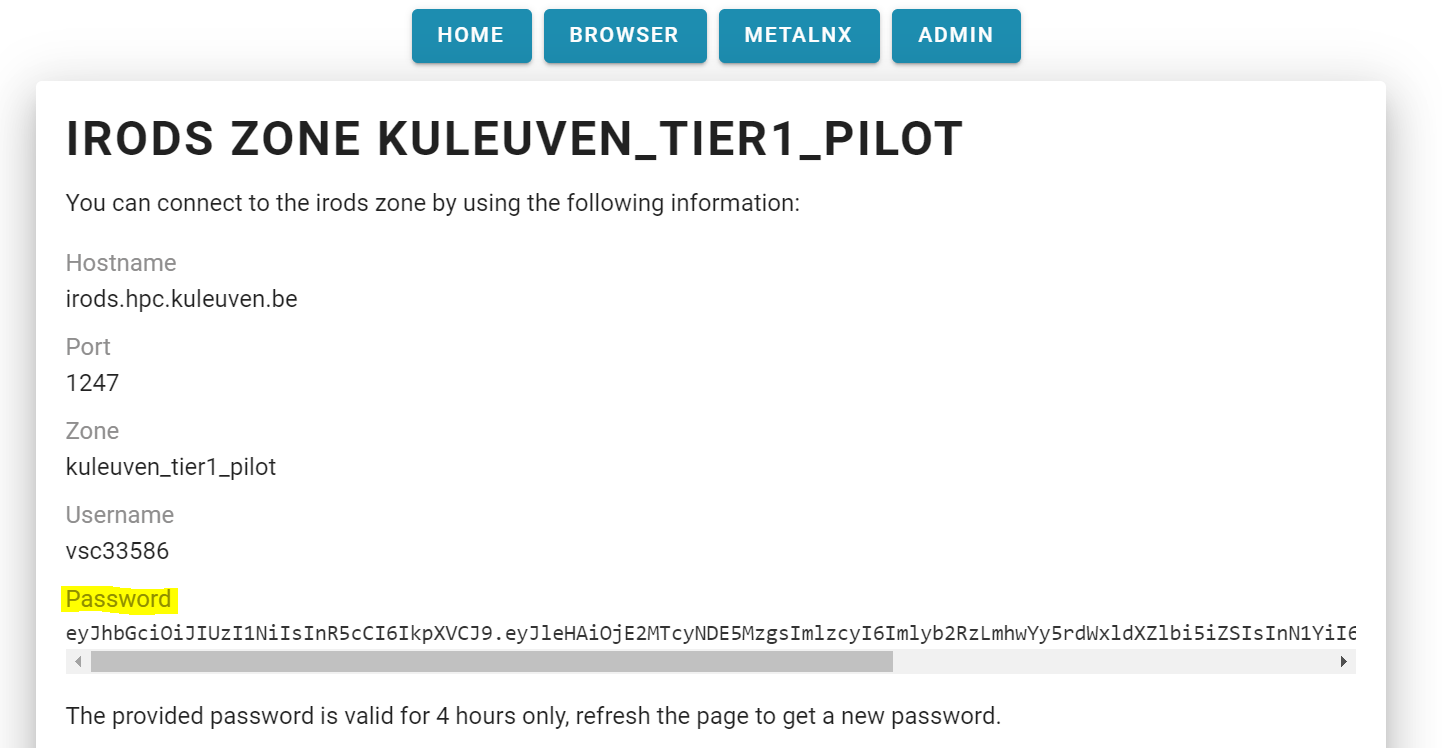 HOME BROWSER METALNX ADMIN
IRODS ZONE KULEUVEN_TIER1_PILOT
You can connect to the irods zone by using the following information:
Hostname
irods.hpc.kuleuven.be
Port
1247
Zone
kuleuven_tier1_pilot
Username
vsc33586
Password
eyJhbGciOiJIUzI1NiIsInR5cCI6IkpXVCJ9.eyJleHAiOjE2MTcyNDE5MzgsImlzcyI6Imlyb2RzLmhwYy5rdWxldXZlbi5iZSIsInN1YiI6
The provided password is valid for 4 hours only, refresh the page to get a new password.